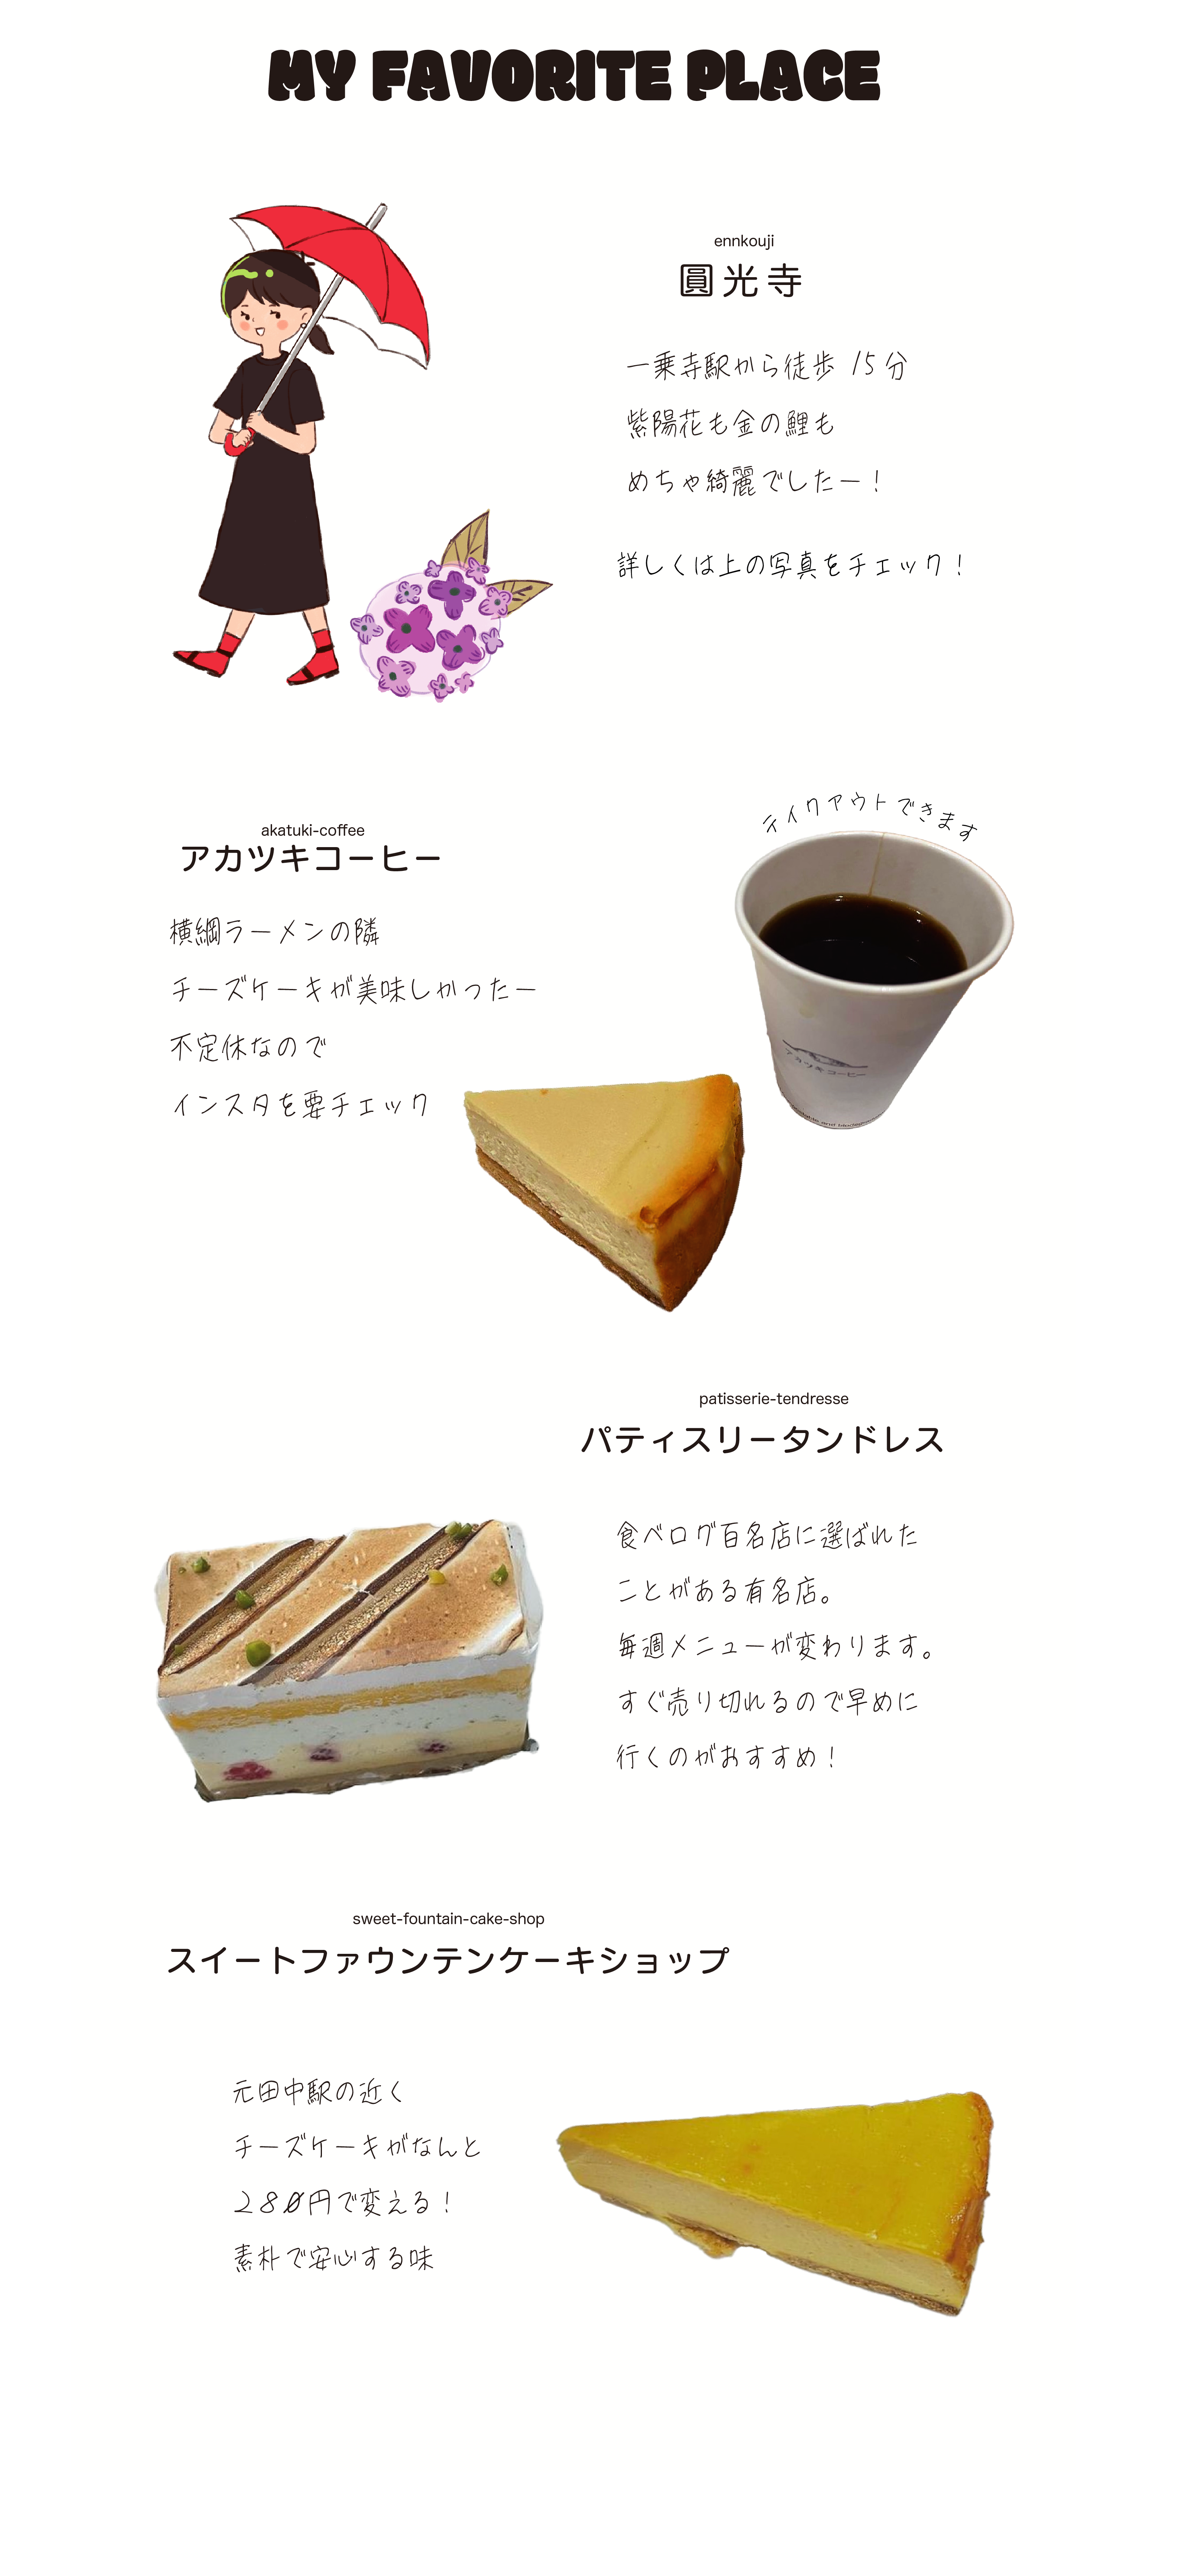 MY FAVORITE PLACE
ennkouji
圓光寺
一乗寺駅から徒歩 15分
紫陽花も金の鯉も
めちゃ綺麗でしたー!
詳しくは上の写真をチェック!
テイクアウトできます
akatuki-coffee
アカツキコーヒー
横綱ラーメンの隣
チーズケーキが美味しかったー
不定休なので
インスタを要チェック
アカツキコーヒー
patisserie-tendresse
パティスリータンドレス
食べログ百名店に選ばれた
ことがある有名店。
毎週メニューが変わります。
すぐ売り切れるので早めに
行くのがおすすめ!
sweet-fountain-cake-shop
スイートファウンテンケーキショップ
元田中駅の近く
チーズケーキがなんと
280円で変える!
素朴で安心する味